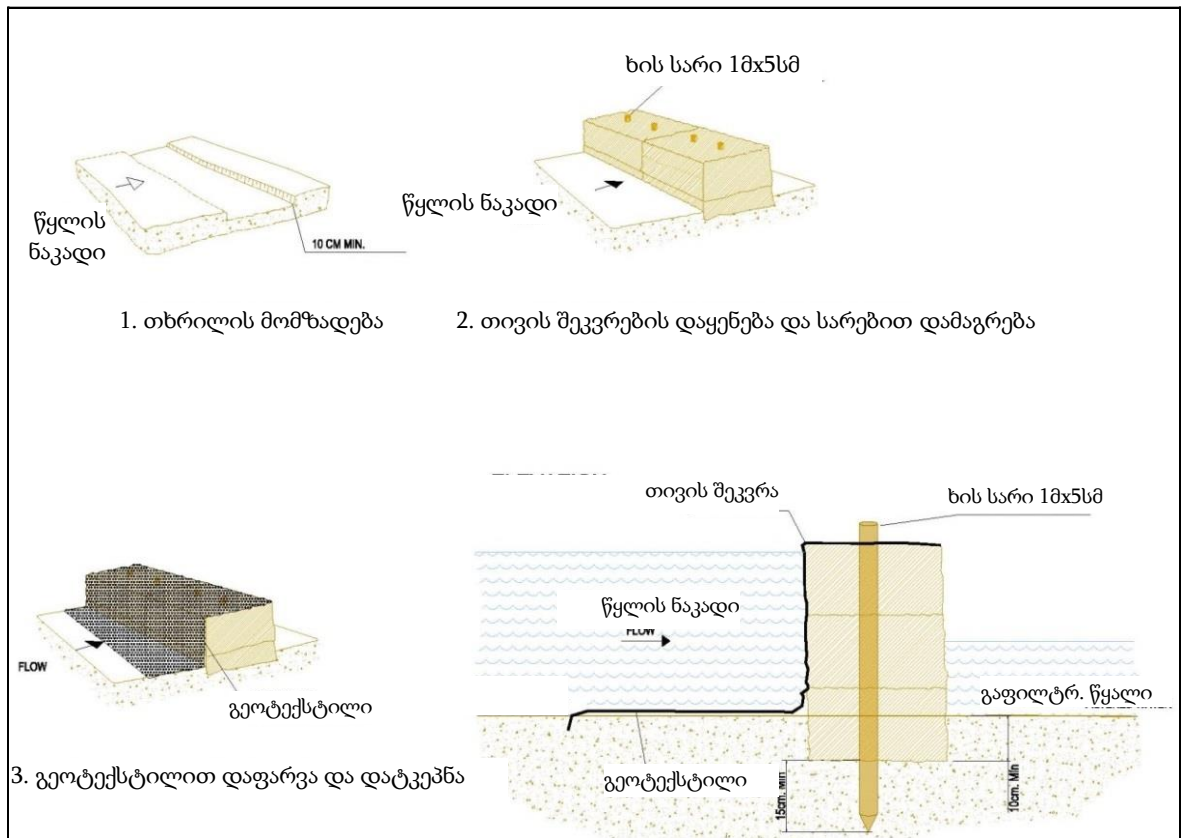 ხის სარი 1მx5სმ
წყლის
ნაკადი
10 CM MIN.
წყლის ნაკადი
1. თხრილის მომზადება
2. თივის შეკვრების დაყენება და სარებით დამაგრება
თივის შეკვრა
ხის სარი 1მx5სმ
წყლის ნაკადი
FLOW
FLOW
გეოტექსტილი
გაფილტრ. წყალი
3. გეოტექსტილით დაფარვა და დატკეპნა
გეოტექსტილი
15cm. Min
10cm. Min